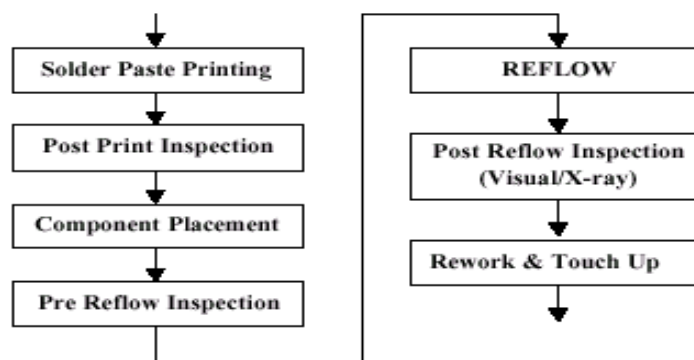 Solder Paste Printing
Post Print Inspection
Component Placement
Pre Reflow Inspection
REFLOW
Post Reflow Inspection
(Visual/X-ray)
Rework & Touch Up